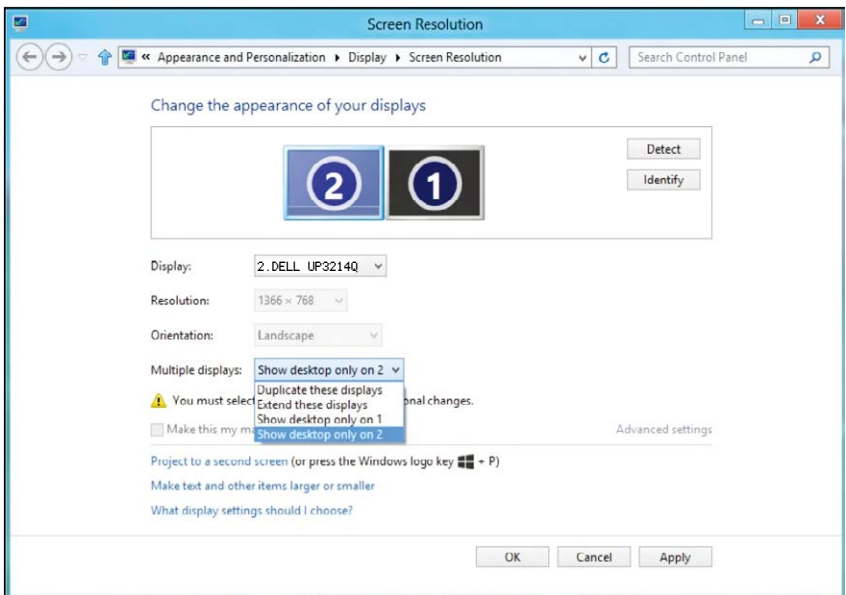 Screen Resolution
« Appearance and Personalization ▸ Display ▸ Screen Resolution Search Control Panel
Change the appearance of your displays
2 1
Detect
Identify
Display: 2.DELL UP3214Q
Resolution: 1366 × 768
Orientation: Landscape
Multiple displays: Show desktop only on 2
Duplicate these displays
You must select onal changes.
Extend these displays
Show desktop only on 1
Make this my m Advanced settings
Show desktop only on 2
Project to a second screen (or press the Windows logo key + P)
Make text and other items larger or smaller
What display settings should I choose?
OK Cancel Apply